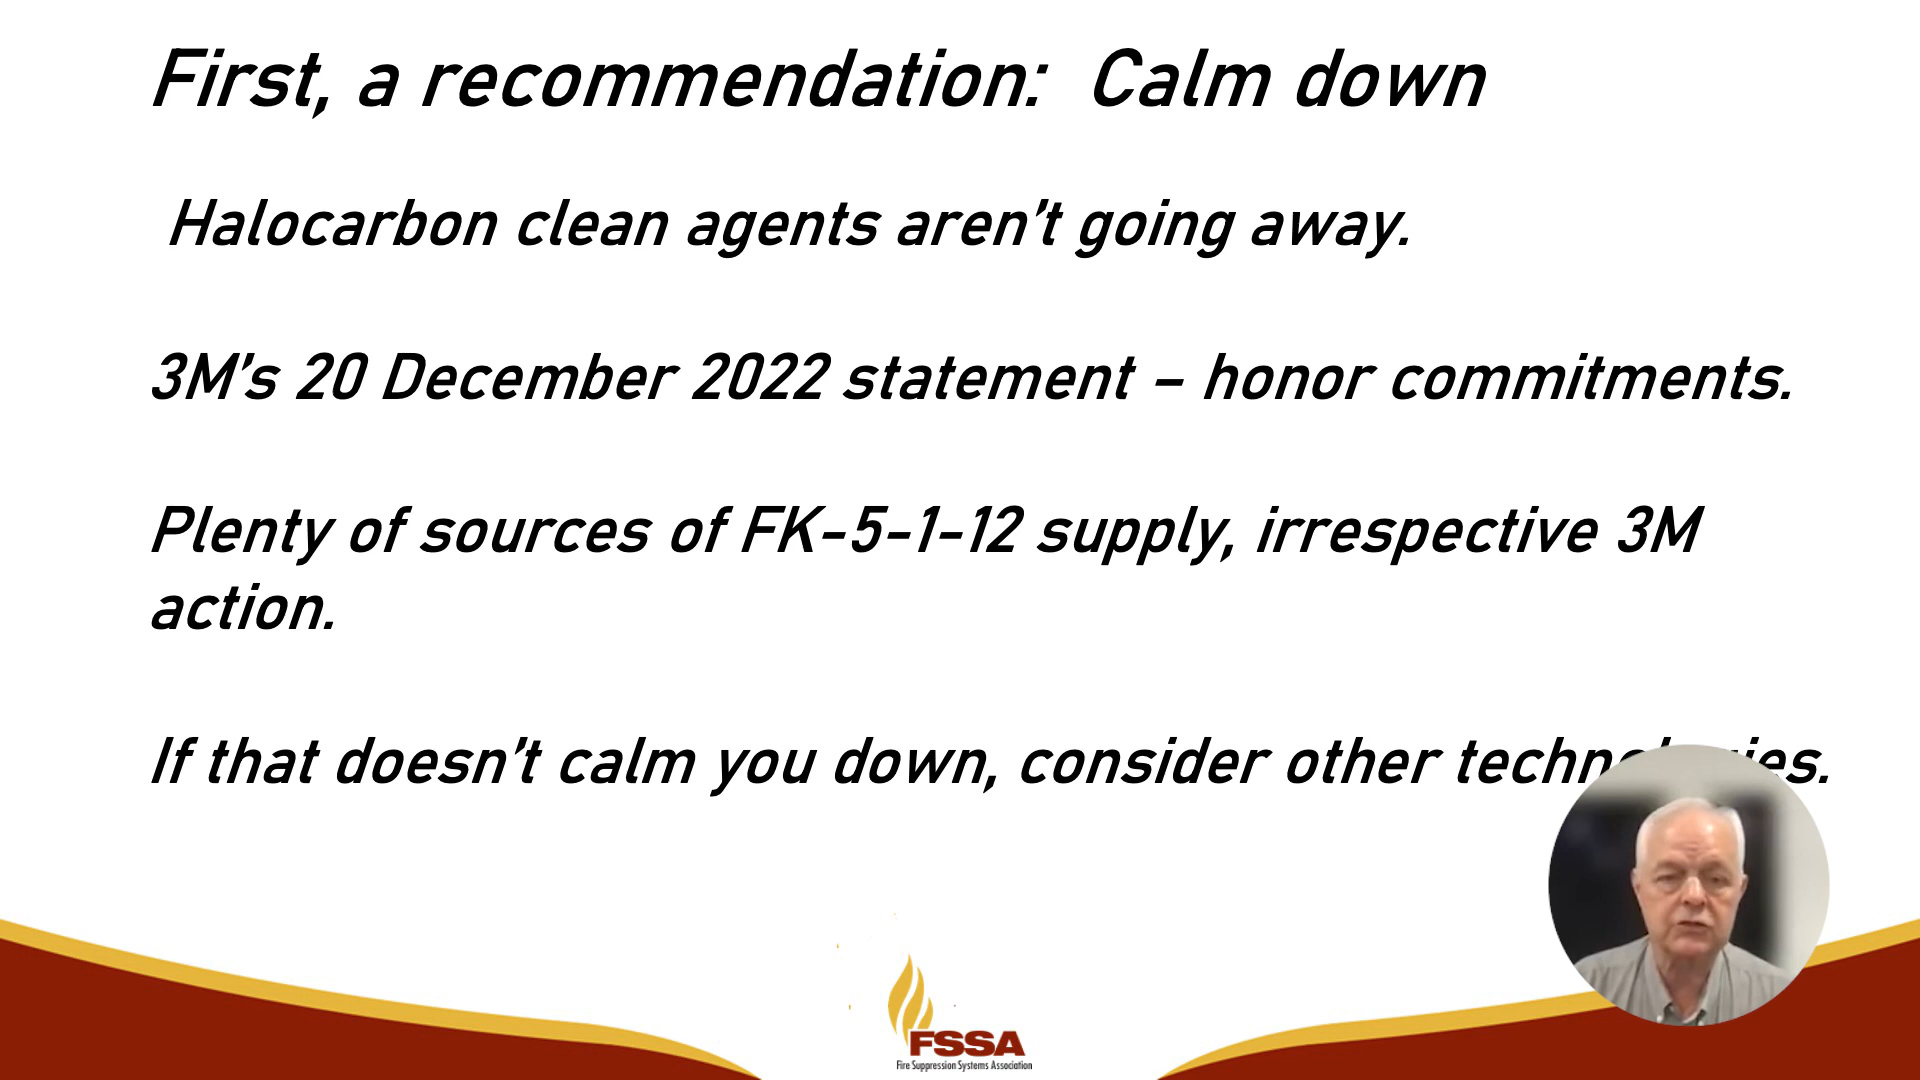 First, a recommendation: Calm down
Halocarbon clean agents aren't going away.
3M's 20 December 2022 statement – honor commitments.
Plenty of sources of FK-5-1-12 supply, irrespective 3M
action.
If that doesn't calm you down, consider other
FSSA
Fire Suppression Systems Association